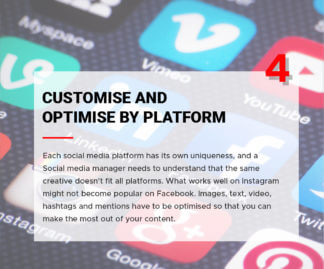 Myspace
Vimeo
4
YouTube
CUSTOMISE AND
OPTIMISE BY PLATFORM
LinkedIn
Each social media platform has its own uniqueness, and a
Social media manager needs to understand that the same
creative doesn't fit all platforms. What works well on Instagram
might not become popular on Facebook. Images, text, video,
hashtags and mentions have to be optimised so that you can
make the most out of your content.